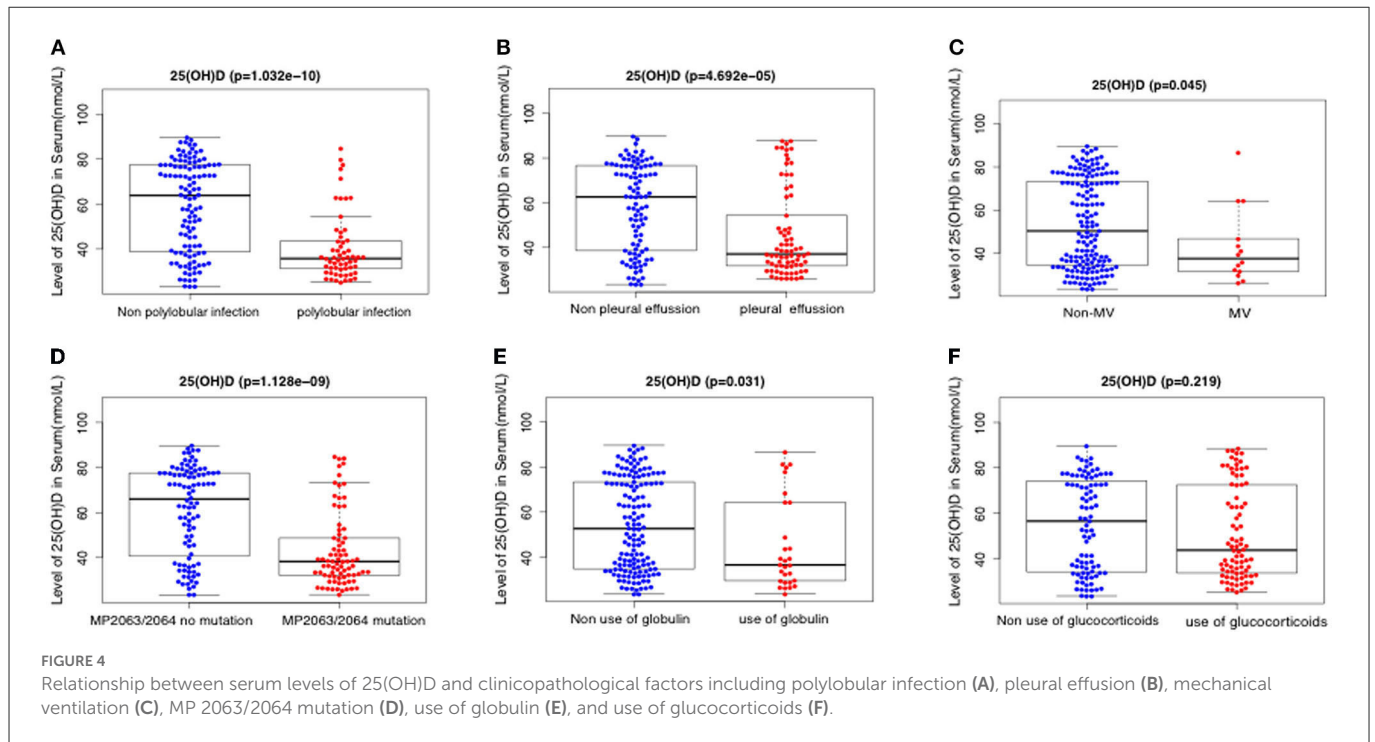 A
25(OH)D (p=1.032e−10)
Level of 25(OH)D in Serum(nmol/L)
100
80
60
40
Non polylobular infection
polylobular infection
B
25(OH)D (p=4.692e−05)
Level of 25(OH)D in Serum(nmol/L)
100
80
60
40
Non pleural effussion
pleural effussion
C
25(OH)D (p=0.045)
Level of 25(OH)D in Serum(nmol/L)
100
80
60
40
Non-MV
MV
D
25(OH)D (p=1.128e−09)
Level of 25(OH)D in Serum(nmol/L)
100
80
60
40
MP2063/2064 no mutation
MP2063/2064 mutation
E
25(OH)D (p=0.031)
Level of 25(OH)D in Serum(nmol/L)
100
80
60
40
Non use of globulin
use of globulin
F
25(OH)D (p=0.219)
Level of 25(OH)D in Serum(nmol/L)
100
80
60
40
Non use of glucocorticoids
use of glucocorticoids
FIGURE 4
Relationship between serum levels of 25(OH)D and clinicopathological factors including polylobular infection (A), pleural effusion (B), mechanical
ventilation (C), MP 2063/2064 mutation (D), use of globulin (E), and use of glucocorticoids (F).